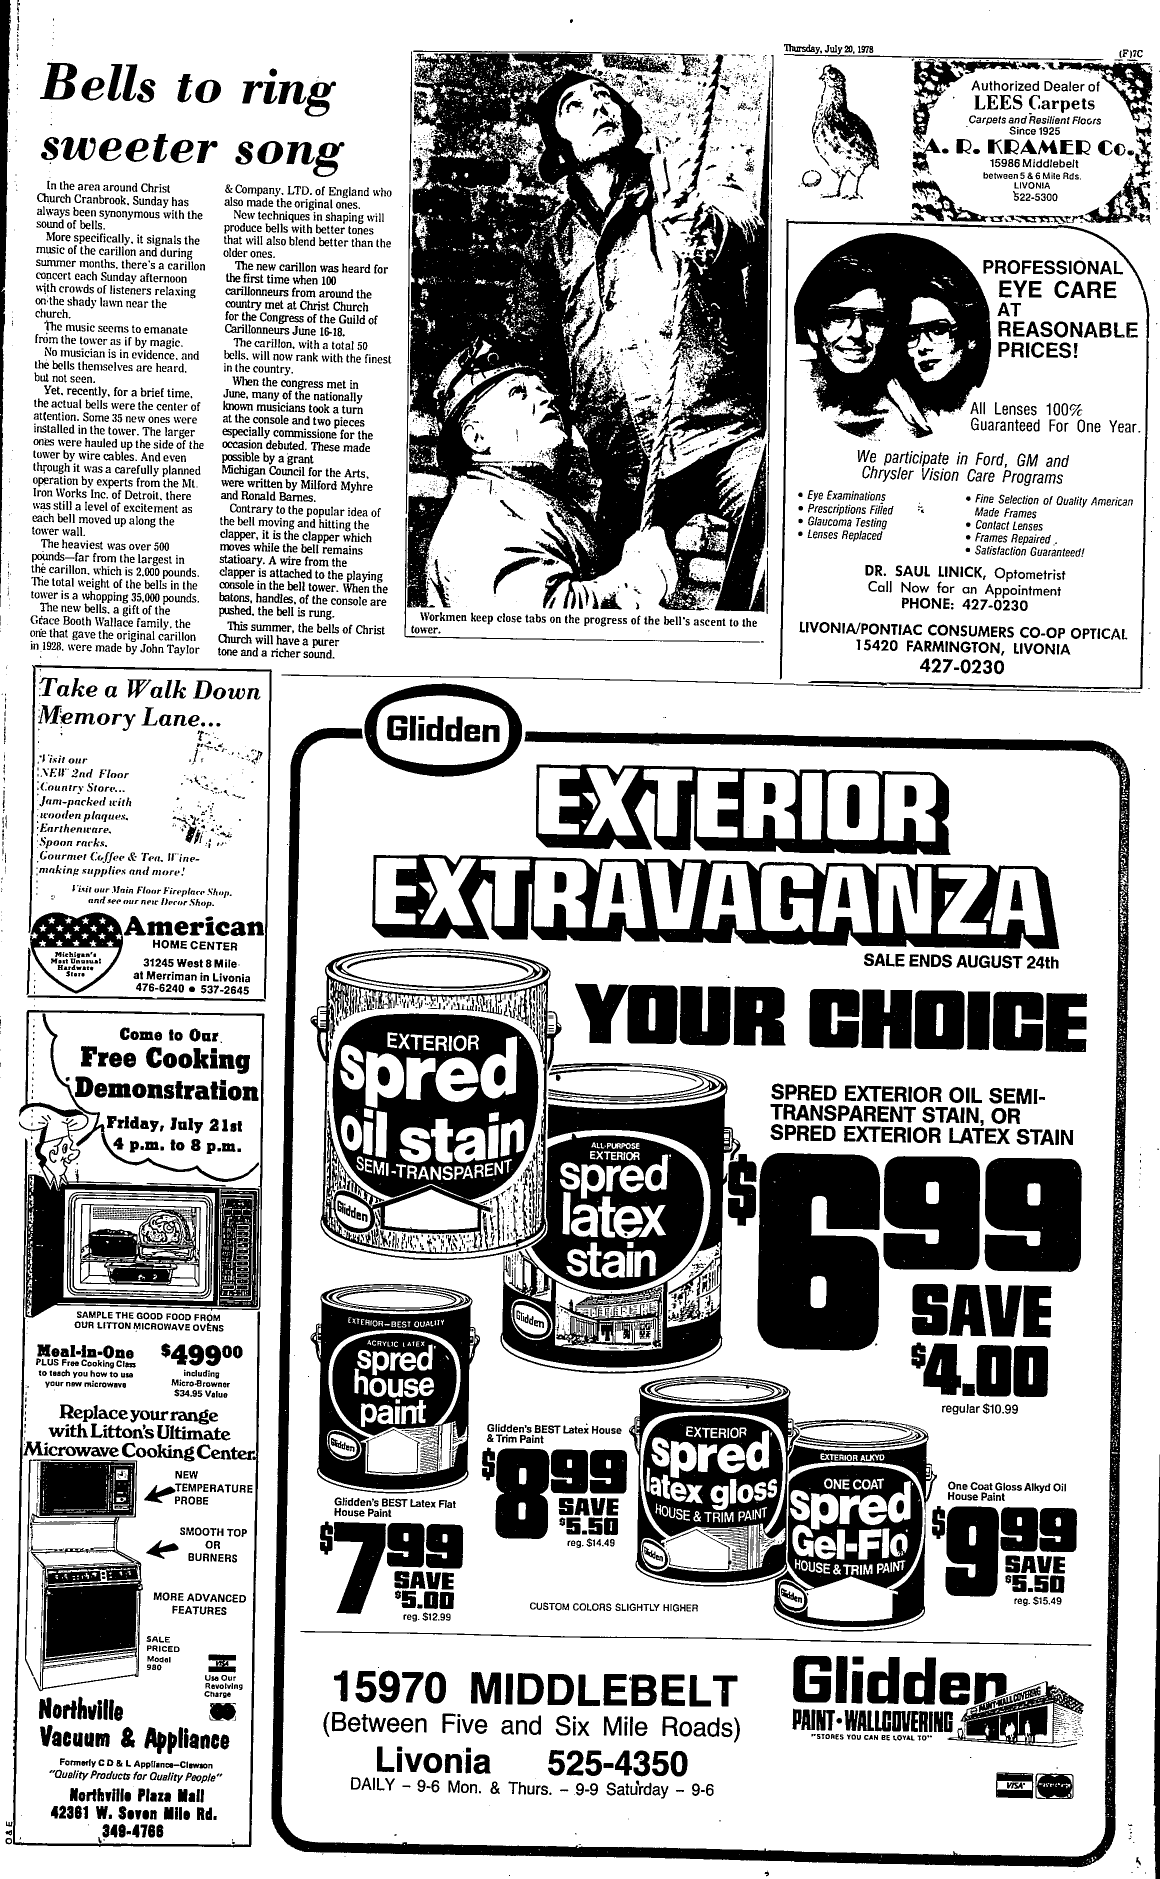 Thursday, July 20, 1978
(F)7C
Bells to ring
sweeter song
In the area around Christ
Church Cranbrook, Sunday has
always been synonymous with the
sound of bells.
More specifically, it signals the
music of the carillon and during
summer months, there's a carillon
concert each Sunday afternoon
with crowds of listeners relaxing
on the shady lawn near the
church.
The music seems to emanate
from the tower as if by magic.
No musician is in evidence, and
the bells themselves are heard,
but not seen.
Yet, recently, for a brief time,
the actual bells were the center of
attention. Some 35 new ones were
installed in the tower. The larger
ones were hauled up the side of the
tower by wire cables. And even
through it was a carefully planned
operation by experts from the Mt.
Iron Works Inc. of Detroit, there
was still a level of excitement as
each bell moved up along the
tower wall.
The heaviest was over 500
pounds—far from the largest in
the carillon, which is 2,000 pounds.
The total weight of the bells in the
tower is a whopping 35,000 pounds.
The new bells, a gift of the
Grace Booth Wallace family, the
one that gave the original carillon
in 1928, were made by John Taylor
& Company, LTD. of England who
also made the original ones.
New techniques in shaping will
produce bells with better tones
that will also blend better than the
older ones.
The new carillon was heard for
the first time when 100
carillonneurs from around the
country met at Christ Church
for the Congress of the Guild of
Carillonneurs June 16-18.
The carillon, with a total 50
bells, will now rank with the finest
in the country.
When the congress met in
June, many of the nationally
known musicians took a turn
at the console and two pieces
especially commissione for the
occasion debuted. These made
possible by a grant
Michigan Council for the Arts,
were written by Milford Myhre
and Ronald Barnes.
Contrary to the popular idea of
the bell moving and hitting the
clapper, it is the clapper which
moves while the bell remains
statioary. A wire from the
clapper is attached to the playing
console in the bell tower. When the
batons, handles, of the console are
pushed, the bell is rung.
This summer, the bells of Christ
Church will have a purer
tone and a richer sound.
Workmen keep close tabs on the progress of the bell's ascent to the
tower.
Authorized Dealer of
LEES Carpets
Carpets and Resilient Floors
Since 1925
A. R. KRAMER Co.
15986 Middlebelt
between 5 & 6 Mile Rds.
LIVONIA
522-5300
PROFESSIONAL
EYE CARE
AT
REASONABLE
PRICES!
All Lenses 100%
Guaranteed For One Year.
We participate in Ford, GM and
Chrysler Vision Care Programs
• Eye Examinations
• Prescriptions Filled
• Glaucoma Testing
• Lenses Replaced
• Fine Selection of Quality American
Made Frames
• Contact Lenses
• Frames Repaired
• Satisfaction Guaranteed!
DR. SAUL LINICK, Optometrist
Call Now for an Appointment
PHONE: 427-0230
LIVONIA/PONTIAC CONSUMERS CO-OP OPTICAL
15420 FARMINGTON, LIVONIA
427-0230
Take a Walk Down
Memory Lane...
Visit our
NEW 2nd Floor
Country Store...
Jam-packed with
wooden plaques,
Earthenware,
Spoon racks,
Gourmet Coffee & Tea, Wine-
making supplies and more!
Visit our Main Floor Fireplace Shop,
and see our new Decor Shop.
Michigan's
Most Unusual
Hardware
Store
American
HOME CENTER
31245 West 8 Mile
at Merriman in Livonia
476-6240 • 537-2645
Come to Our
Free Cooking
Demonstration
Friday, July 21st
4 p.m. to 8 p.m.
SAMPLE THE GOOD FOOD FROM
OUR LITTON MICROWAVE OVENS
Meal-In-One
PLUS Free Cooking Class
to teach you how to use
your new microwave
$49900
including
Micro-Browner
$34.95 Value
Replace your range
with Litton's Ultimate
Microwave Cooking Center.
NEW
TEMPERATURE
PROBE
SMOOTH TOP
OR
BURNERS
MORE ADVANCED
FEATURES
SALE
PRICED
Model
980
VISA
Use Our
Revolving
Charge
Northville
Vacuum & Appliance
Formerly C D & L Appliance—Clawson
"Quality Products for Quality People"
Northville Plaza Mall
42361 W. Seven Mile Rd.
349-4766
O&E
Glidden
EXTERIOR
EXTRAVAGANZA
SALE ENDS AUGUST 24th
YOUR CHOICE
EXTERIOR
spred
oil stain
SEMI-TRANSPARENT
Glidden
ALL-PURPOSE
EXTERIOR
spred
latex
stain
Glidden
SPRED EXTERIOR OIL SEMI-
TRANSPARENT STAIN, OR
SPRED EXTERIOR LATEX STAIN
$699
SAVE
$4.00
regular $10.99
EXTERIOR—BEST QUALITY
ACRYLIC LATEX
spred
house
paint
Glidden
Glidden's BEST Latex Flat
House Paint
$799
SAVE
$5.00
reg. $12.99
Glidden's BEST Latex House
& Trim Paint
$899
SAVE
$5.50
reg. $14.49
EXTERIOR
spred
latex gloss
HOUSE & TRIM PAINT
Glidden
EXTERIOR ALKYD
ONE COAT
spred
Gel-Flo
HOUSE & TRIM PAINT
Glidden
One Coat Gloss Alkyd Oil
House Paint
$999
SAVE
$5.50
reg. $15.49
CUSTOM COLORS SLIGHTLY HIGHER
15970 MIDDLEBELT
(Between Five and Six Mile Roads)
Livonia 525-4350
DAILY – 9-6 Mon. & Thurs. – 9-9 Saturday – 9-6
Glidden
PAINT•WALLCOVERING
"STORES YOU CAN BE LOYAL TO"
PAINT-WALLCOVERING
VISA
master charge